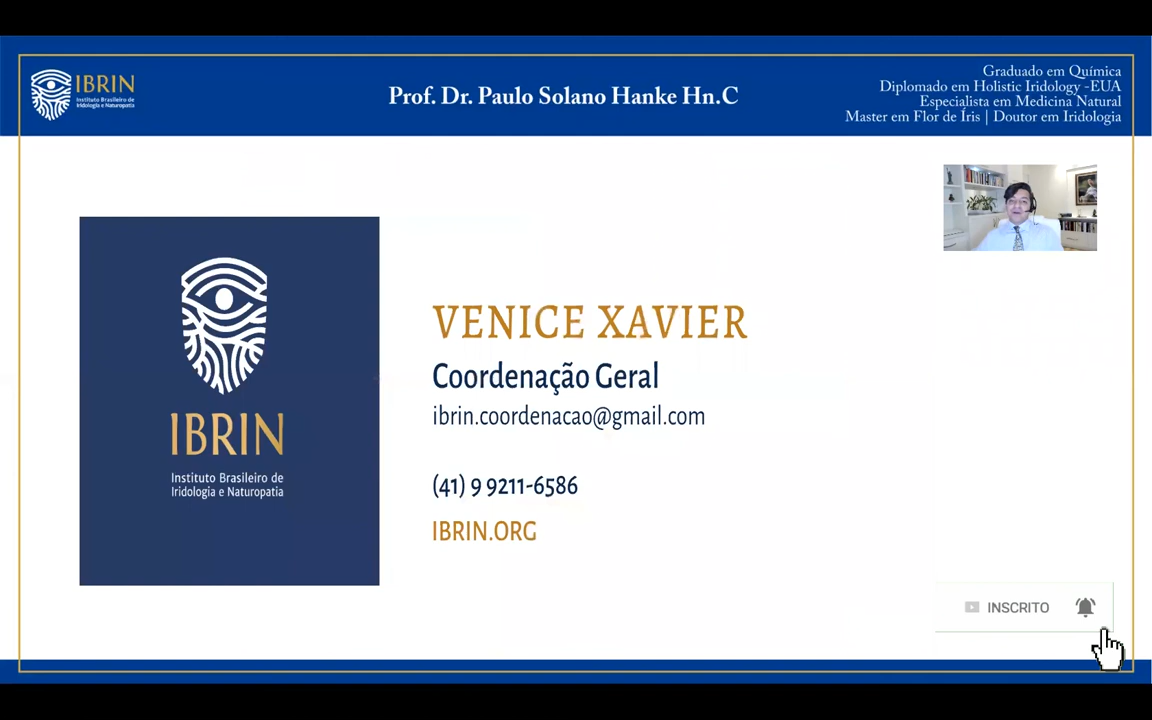 IBRIN
Instituto Brasileiro de
Iridologia e Naturopatia
Prof. Dr. Paulo Solano Hanke Hn.C
Graduado em Química
Diplomado em Holistic Iridology -EUA
Especialista em Medicina Natural
Master em Flor de Íris | Doutor em Iridologia
IBRIN
Instituto Brasileiro de
Iridologia e Naturopatia
VENICE XAVIER
Coordenação Geral
ibrin.coordenacao@gmail.com
(41) 9 9211-6586
IBRIN.ORG
INSCRITO